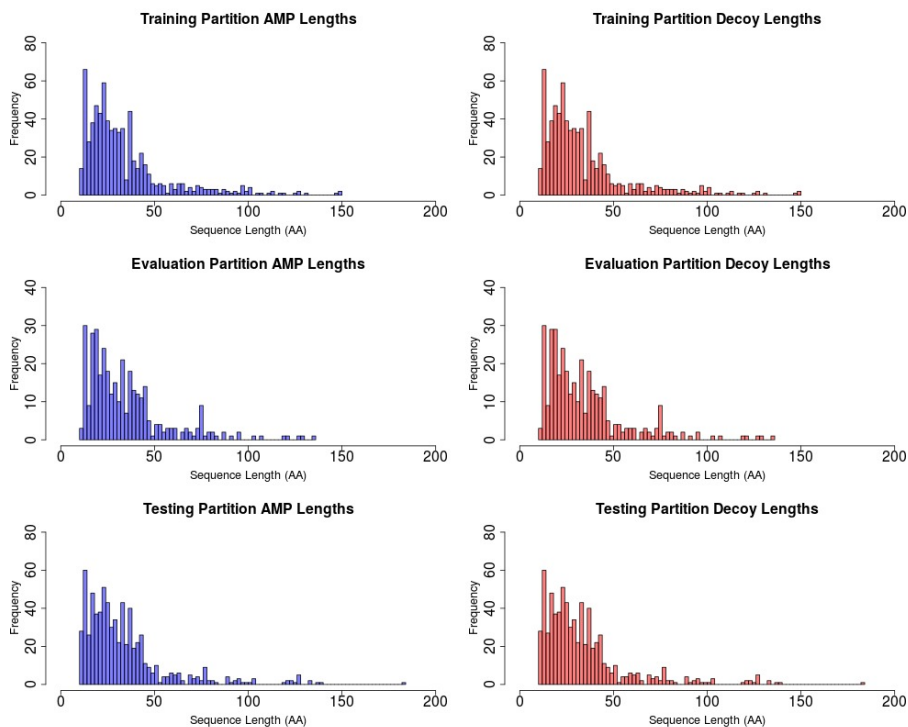 Training Partition AMP Lengths
Frequency
0 20 40 60 80
0 50 100 150 200
Sequence Length (AA)
Training Partition Decoy Lengths
Frequency
0 20 40 60 80
0 50 100 150 200
Sequence Length (AA)
Evaluation Partition AMP Lengths
Frequency
0 10 20 30 40
0 50 100 150 200
Sequence Length (AA)
Evaluation Partition Decoy Lengths
Frequency
0 10 20 30 40
0 50 100 150 200
Sequence Length (AA)
Testing Partition AMP Lengths
Frequency
0 20 40 60 80
0 50 100 150 200
Sequence Length (AA)
Testing Partition Decoy Lengths
Frequency
0 20 40 60 80
0 50 100 150 200
Sequence Length (AA)